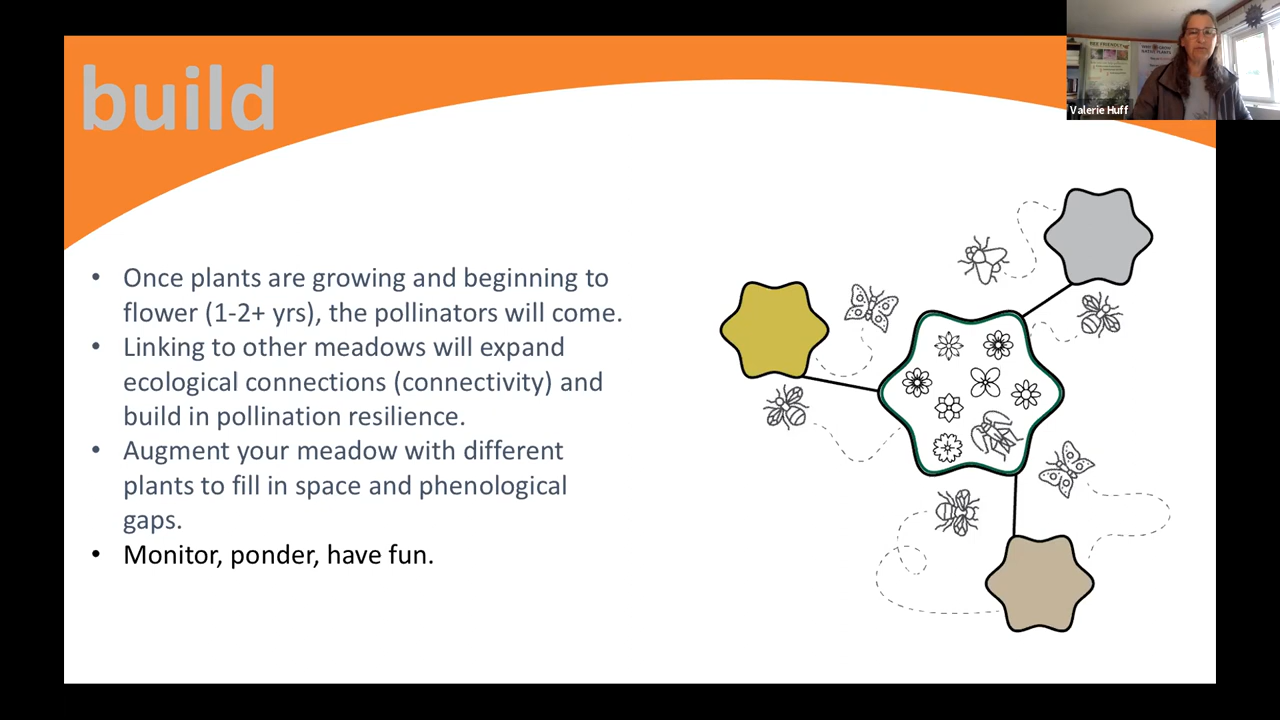 build
Valerie Huff
• Once plants are growing and beginning to
flower (1-2+ yrs), the pollinators will come.
• Linking to other meadows will expand
ecological connections (connectivity) and
build in pollination resilience.
• Augment your meadow with different
plants to fill in space and phenological
gaps.
• Monitor, ponder, have fun.